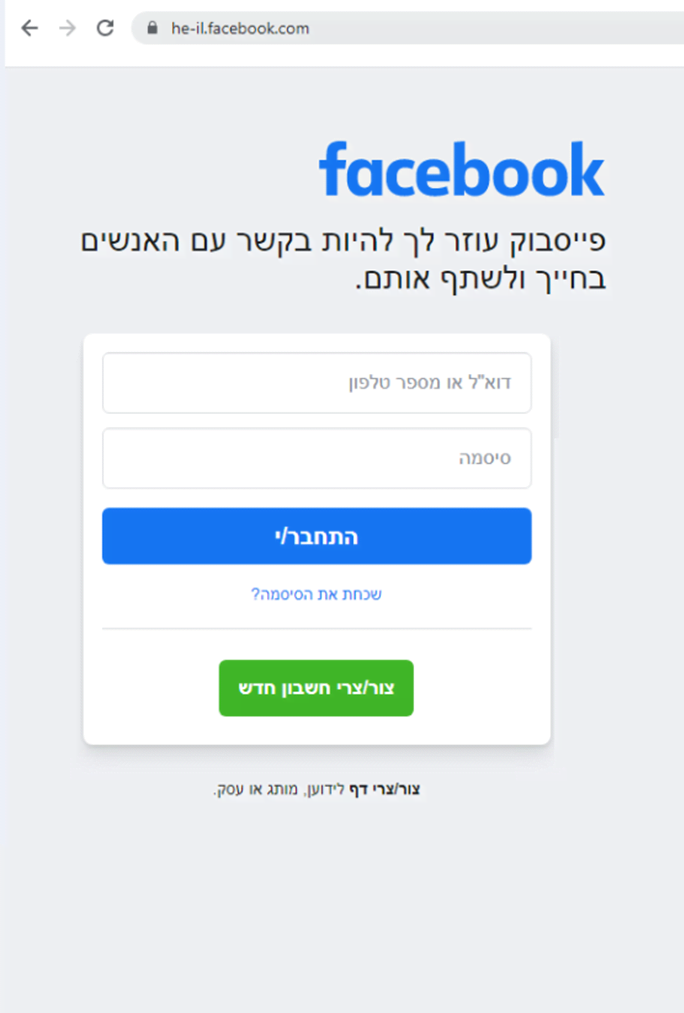 he-il.facebook.com
facebook
פייסבוק עוזר לך להיות בקשר עם האנשים
בחייך ולשתף אותם.
דוא"ל או מספר טלפון
סיסמה
התחבר/י
שכחת את הסיסמה?
צור/צרי חשבון חדש
צור/צרי דף לידוען, מותג או עסק.